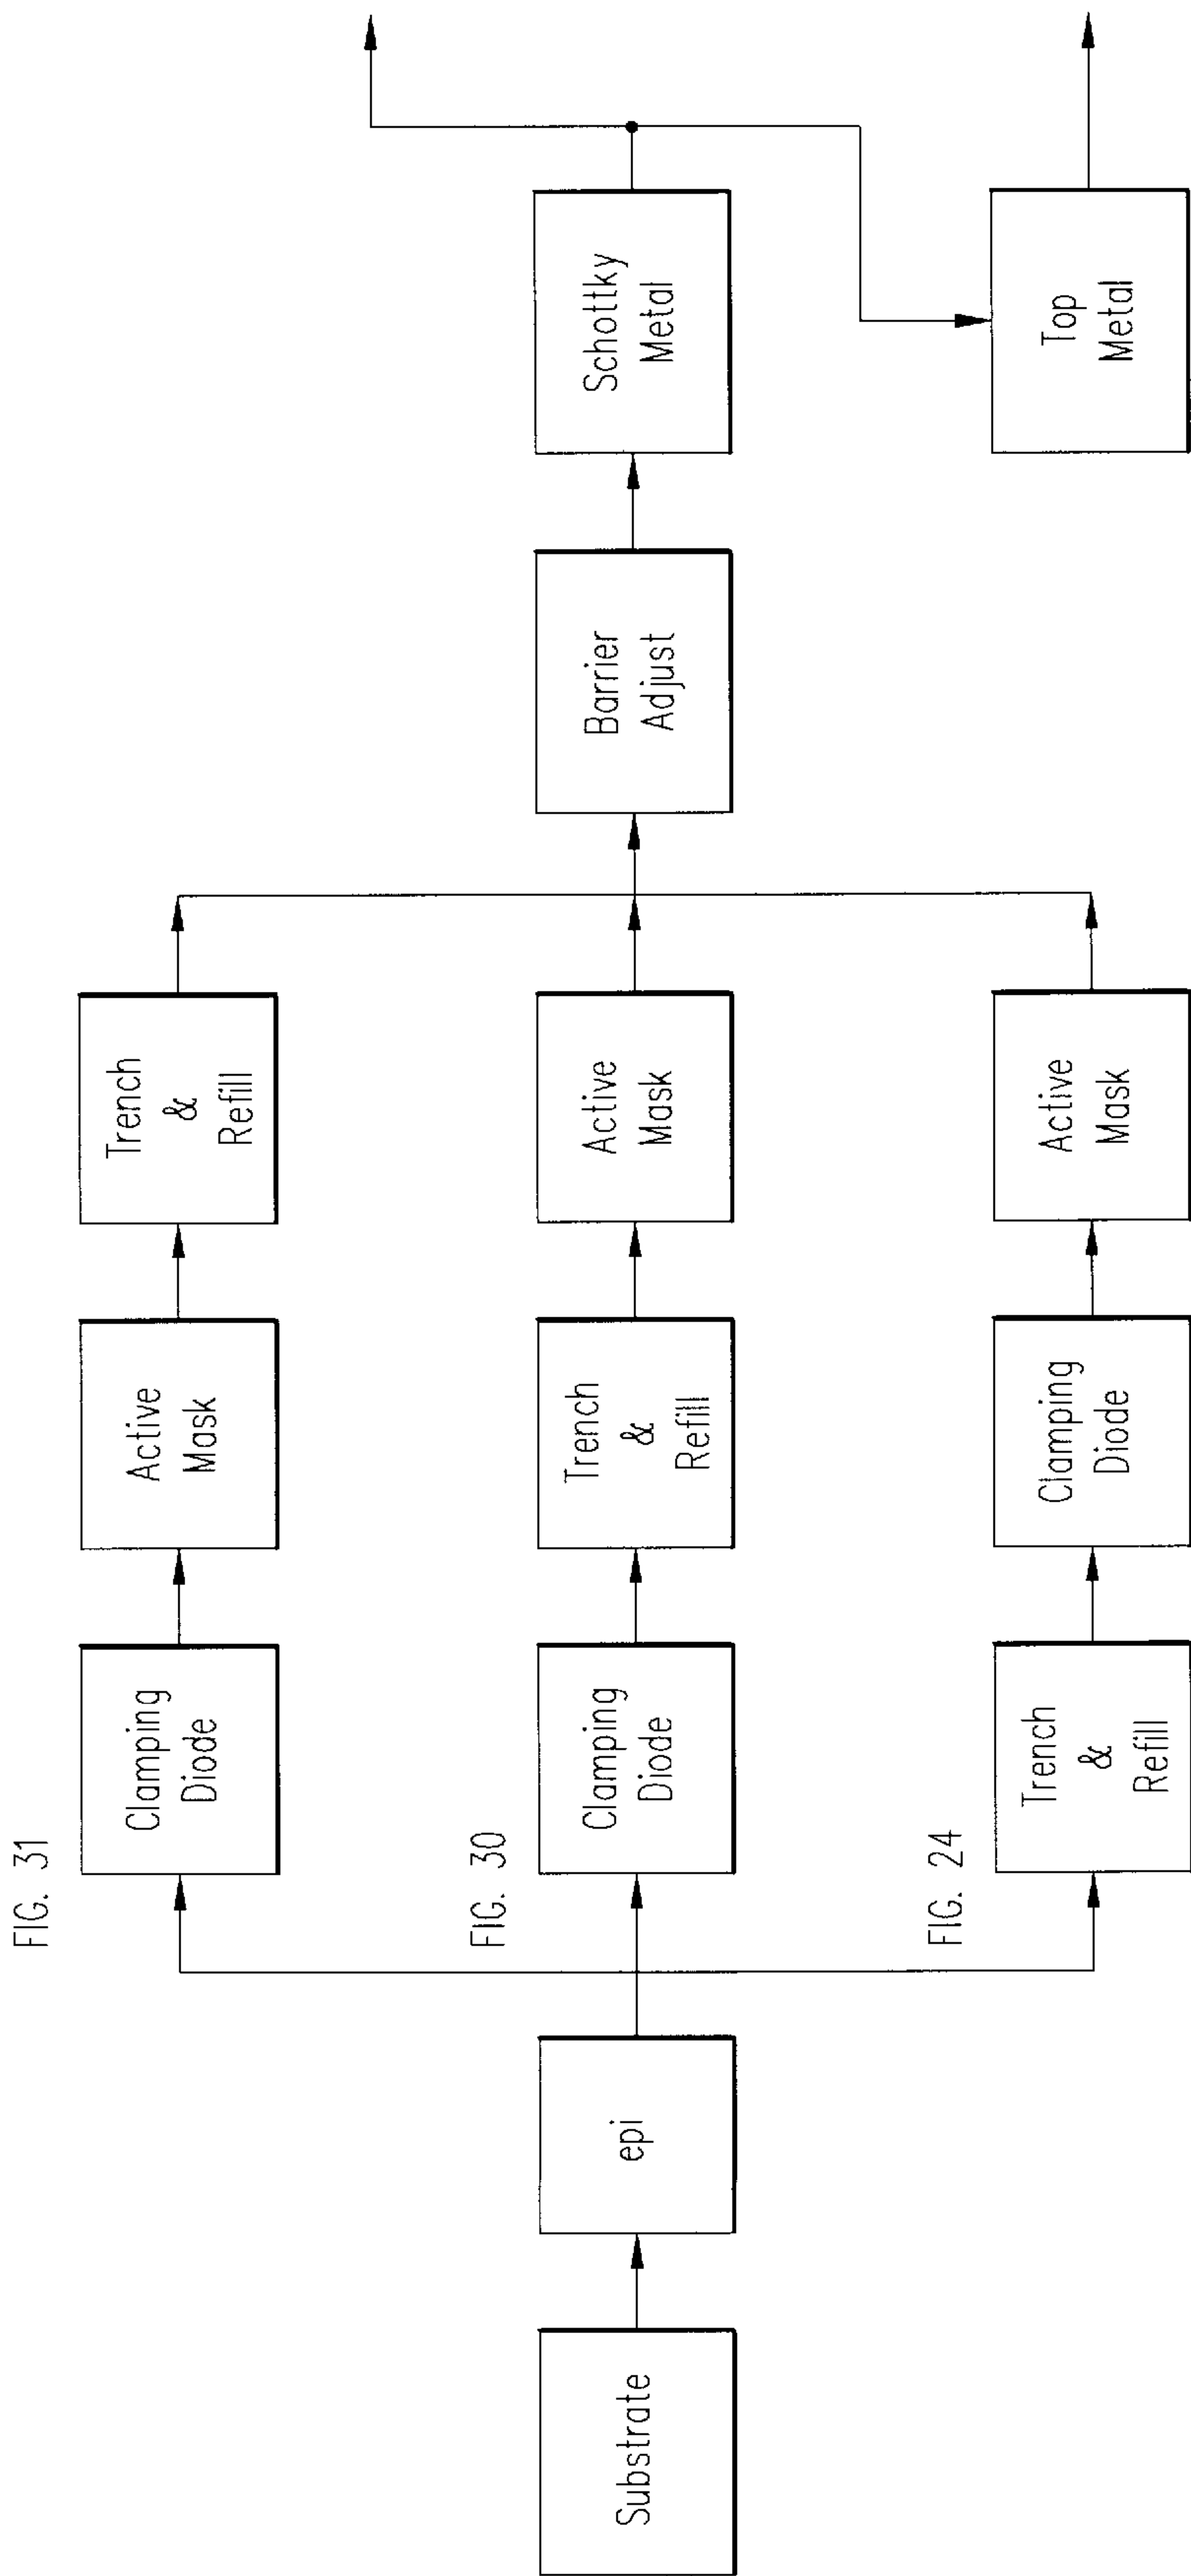 Substrate
epi
FIG. 31
Clamping
Diode
Active
Mask
Trench
&
Refill
FIG. 30
Clamping
Diode
Trench
&
Refill
Active
Mask
FIG. 24
Trench
&
Refill
Clamping
Diode
Active
Mask
Barrier
Adjust
Schottky
Metal
Top
Metal